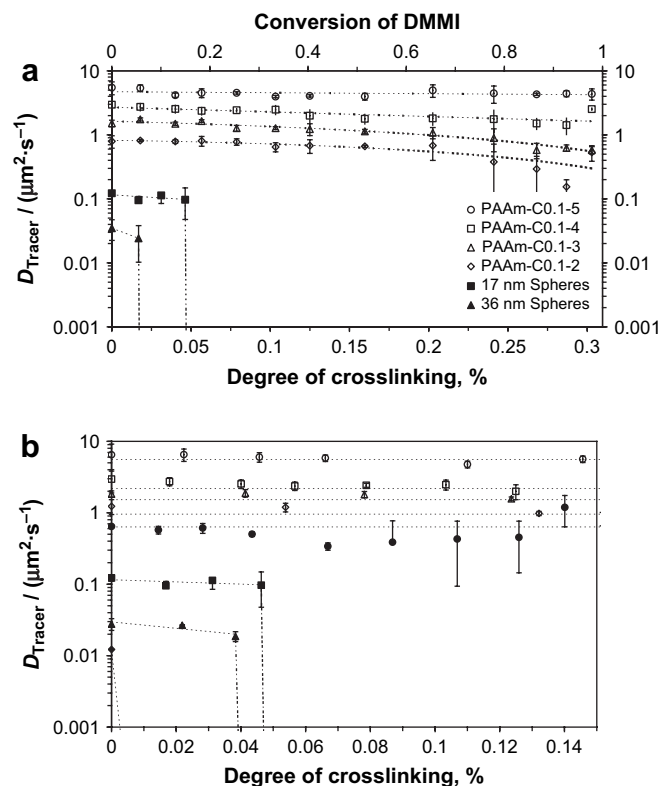 Conversion of DMMI
0 0.2 0.4 0.6 0.8 1
a
10 10
1 1
0.1 0.1
0.01 0.01
0.001 0.001
D_Tracer / (μm²·s⁻¹)
PAAm-C0.1-5
PAAm-C0.1-4
PAAm-C0.1-3
PAAm-C0.1-2
17 nm Spheres
36 nm Spheres
0 0.05 0.1 0.15 0.2 0.25 0.3
Degree of crosslinking, %
b
10
1
0.1
0.01
0.001
D_Tracer / (μm²·s⁻¹)
0 0.02 0.04 0.06 0.08 0.1 0.12 0.14
Degree of crosslinking, %